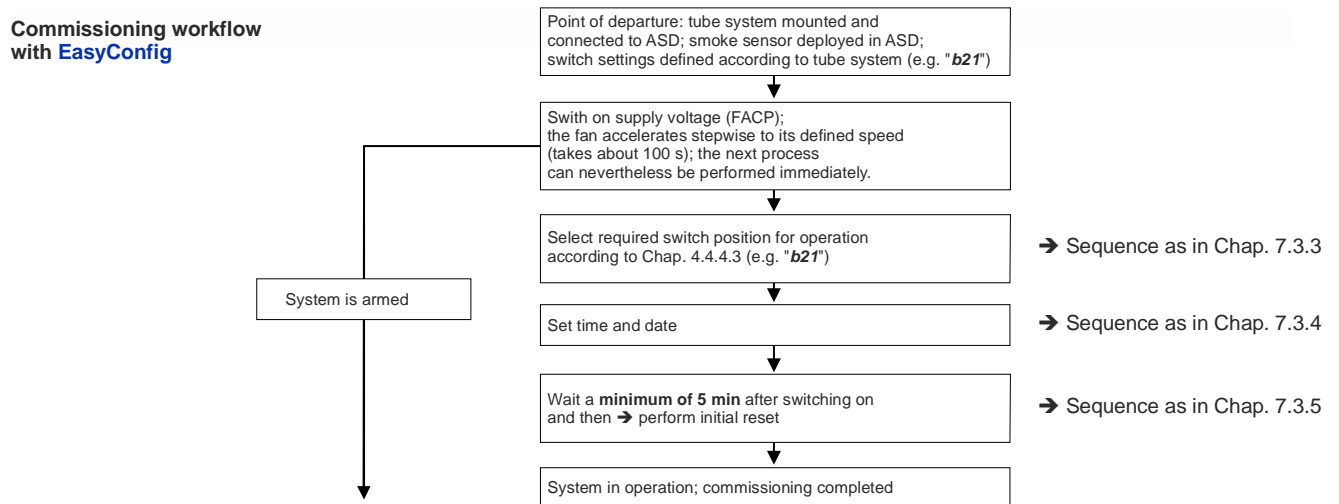 Commissioning workflow
with EasyConfig
Point of departure: tube system mounted and
connected to ASD; smoke sensor deployed in ASD;
switch settings defined according to tube system (e.g. "b21")
Swith on supply voltage (FACP);
the fan accelerates stepwise to its defined speed
(takes about 100 s); the next process
can nevertheless be performed immediately.
Select required switch position for operation
according to Chap. 4.4.4.3 (e.g. "b21")
➔ Sequence as in Chap. 7.3.3
System is armed
Set time and date
➔ Sequence as in Chap. 7.3.4
Wait a minimum of 5 min after switching on
and then ➔ perform initial reset
➔ Sequence as in Chap. 7.3.5
System in operation; commissioning completed